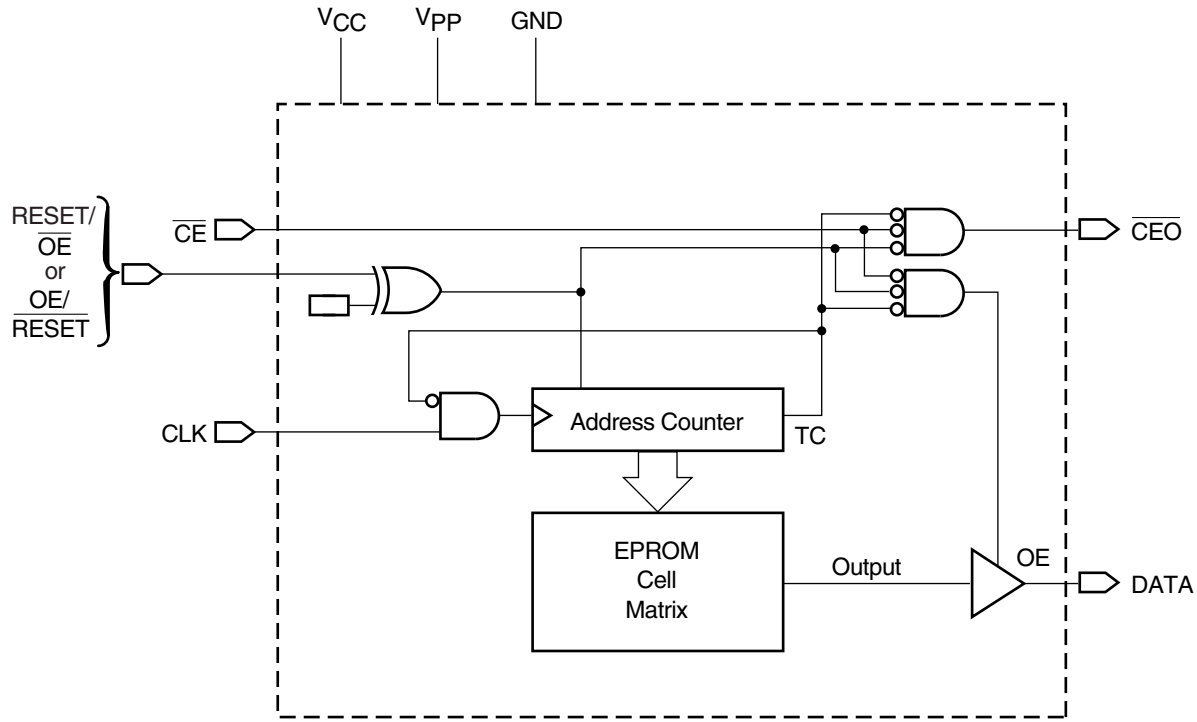 VCC
VPP
GND
RESET/
OE
or
OE/
RESET
CE
CEO
CLK
Address Counter
TC
EPROM
Cell
Matrix
Output
OE
DATA